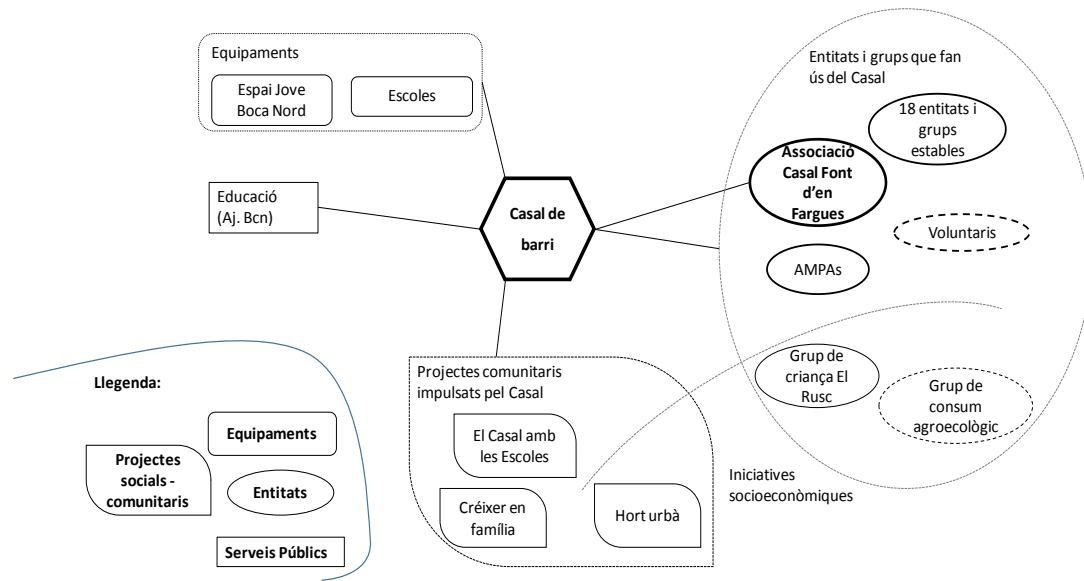 Equipaments
Espai Jove
Boca Nord
Escoles
Educació
(Aj. Bcn)
Casal de
barri
Entitats i grups que fan
ús del Casal
18 entitats i
grups
estables
Associació
Casal Font
d’en
Fargues
Voluntaris
AMPAs
Grup de
criança El
Rusc
Grup de
consum
agroecològic
Iniciatives
socioeconòmiques
Projectes comunitaris
impulsats pel Casal
El Casal amb
les Escoles
Créixer en
família
Hort urbà
Llegenda:
Equipaments
Projectes
socials -
comunitaris
Entitats
Serveis Públics